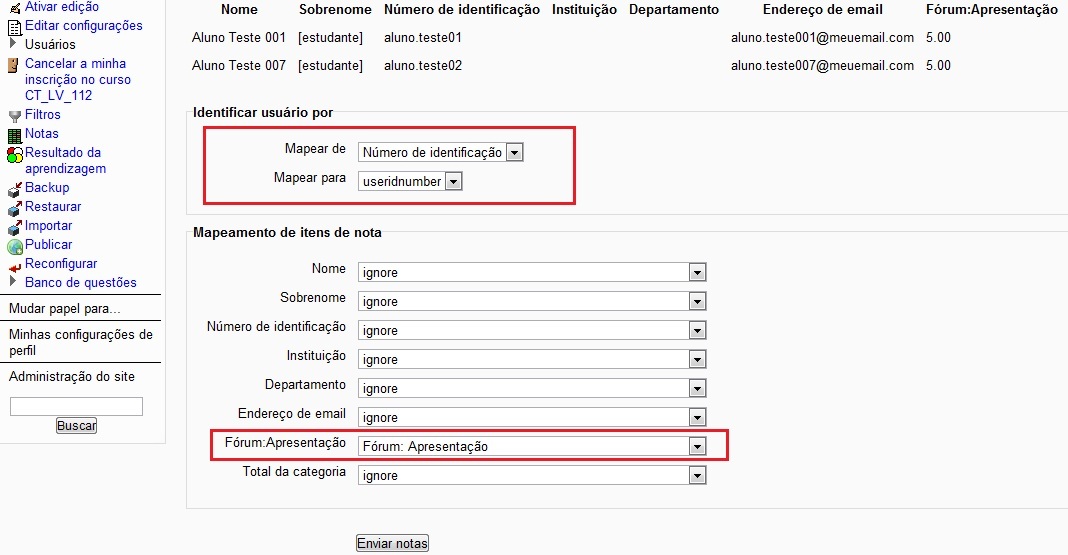 Ativar edição
Editar configurações
Usuários
Cancelar a minha
inscrição no curso
CT_LV_112
Filtros
Notas
Resultado da
aprendizagem
Backup
Restaurar
Importar
Publicar
Reconfigurar
Banco de questões
Mudar papel para...
Minhas configurações de
perfil
Administração do site
Buscar
Nome Sobrenome Número de identificação Instituição Departamento Endereço de email Fórum:Apresentação
Aluno Teste 001 [estudante] aluno.teste01 aluno.teste001@meuemail.com 5.00
Aluno Teste 007 [estudante] aluno.teste02 aluno.teste007@meuemail.com 5.00
Identificar usuário por
Mapear de Número de identificação
Mapear para useridnumber
Mapeamento de itens de nota
Nome ignore
Sobrenome ignore
Número de identificação ignore
Instituição ignore
Departamento ignore
Endereço de email ignore
Fórum:Apresentação Fórum: Apresentação
Total da categoria ignore
Enviar notas